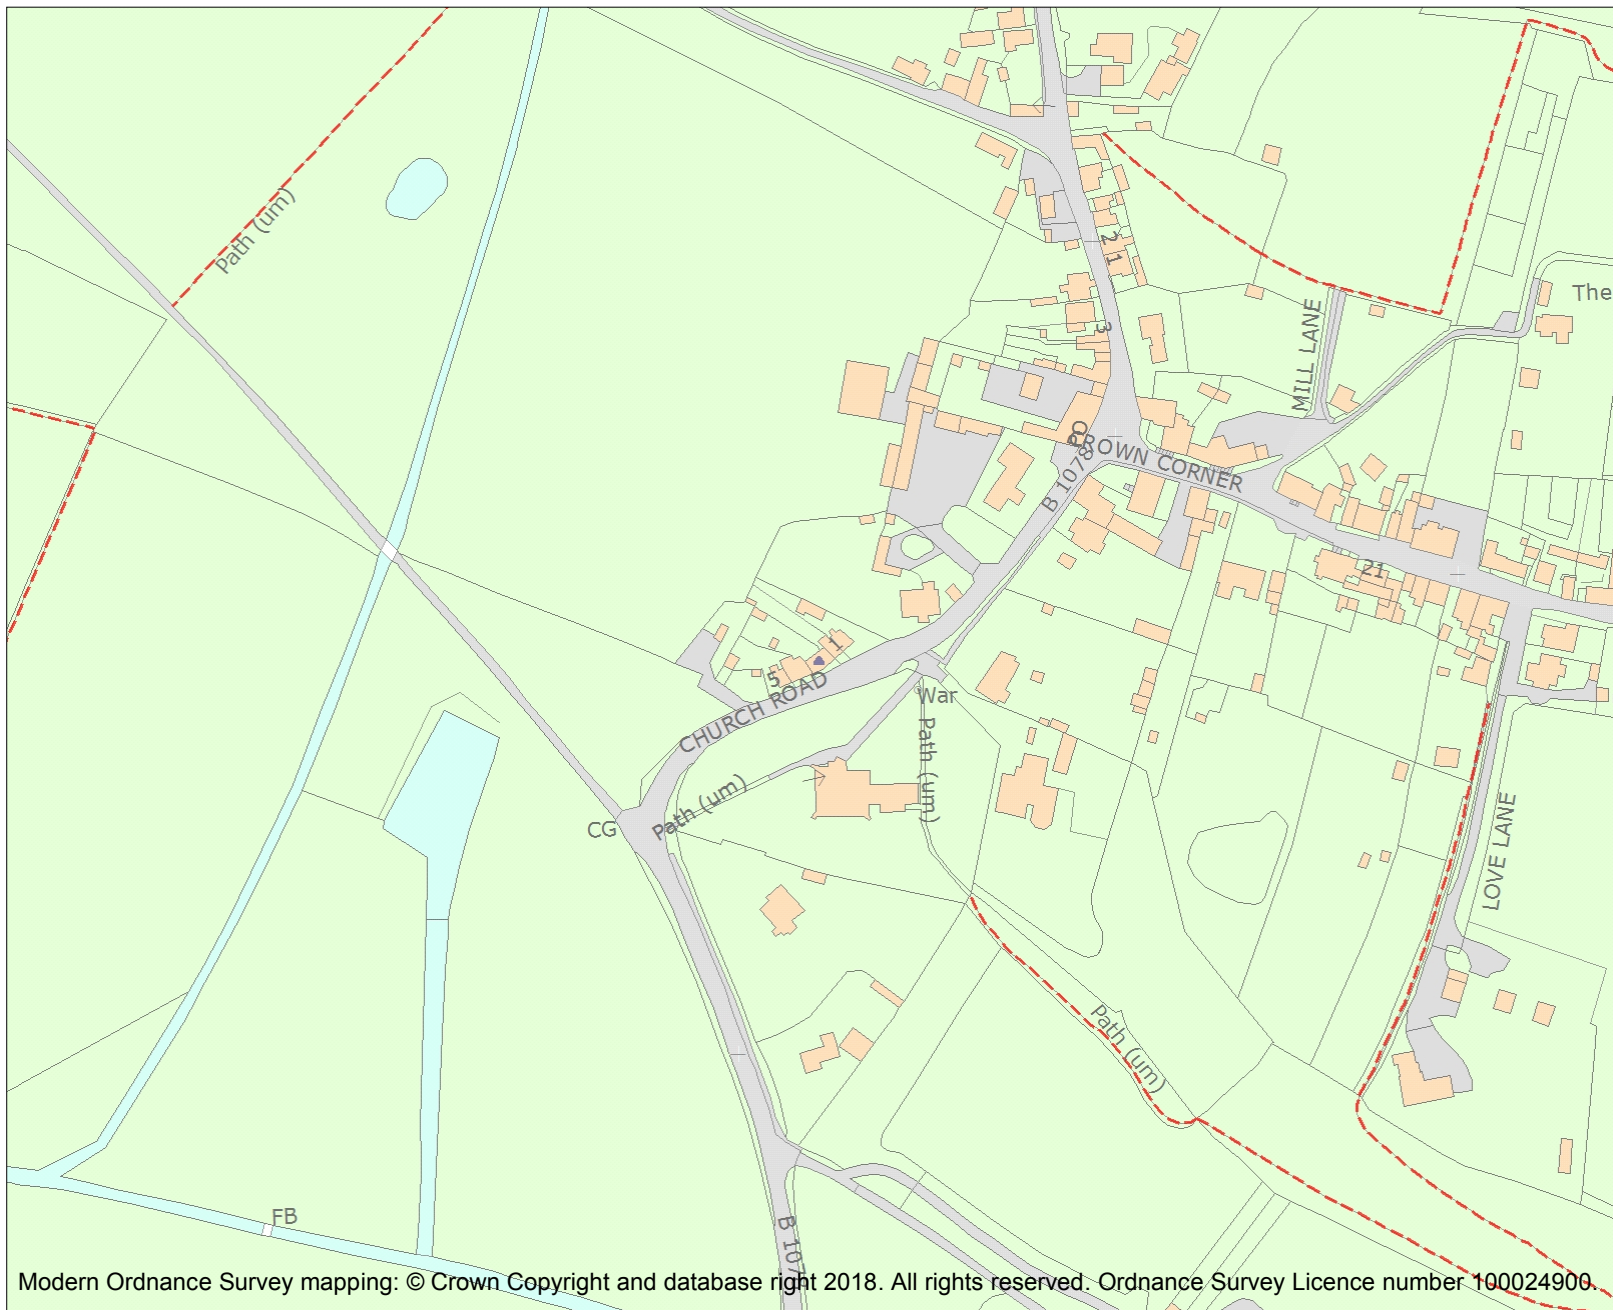 Path (um)
21
The
3
MILL LANE
PO
CROWN CORNER
B 1078
21
1
5
CHURCH ROAD
War
Path (um)
Path (um)
CG
LOVE LANE
Path (um)
FB
B 107
Modern Ordnance Survey mapping: © Crown Copyright and database right 2018. All rights reserved. Ordnance Survey Licence number 100024900.